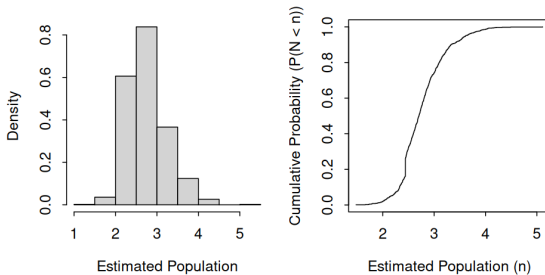 Density
0.0 0.2 0.4 0.6 0.8
1 2 3 4 5
Estimated Population
Cumulative Probability (P(N < n))
0.0 0.2 0.4 0.6 0.8 1.0
2 3 4 5
Estimated Population (n)